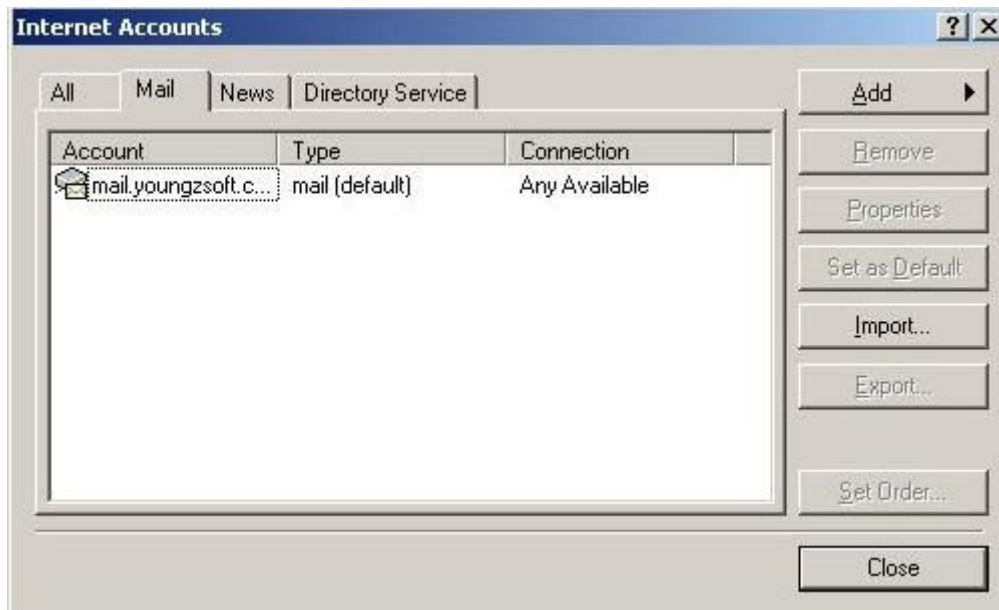 Internet Accounts
All Mail News Directory Service
Account Type Connection
mail.youngzsoft.c... mail (default) Any Available
Add
Remove
Properties
Set as Default
Import...
Export...
Set Order...
Close